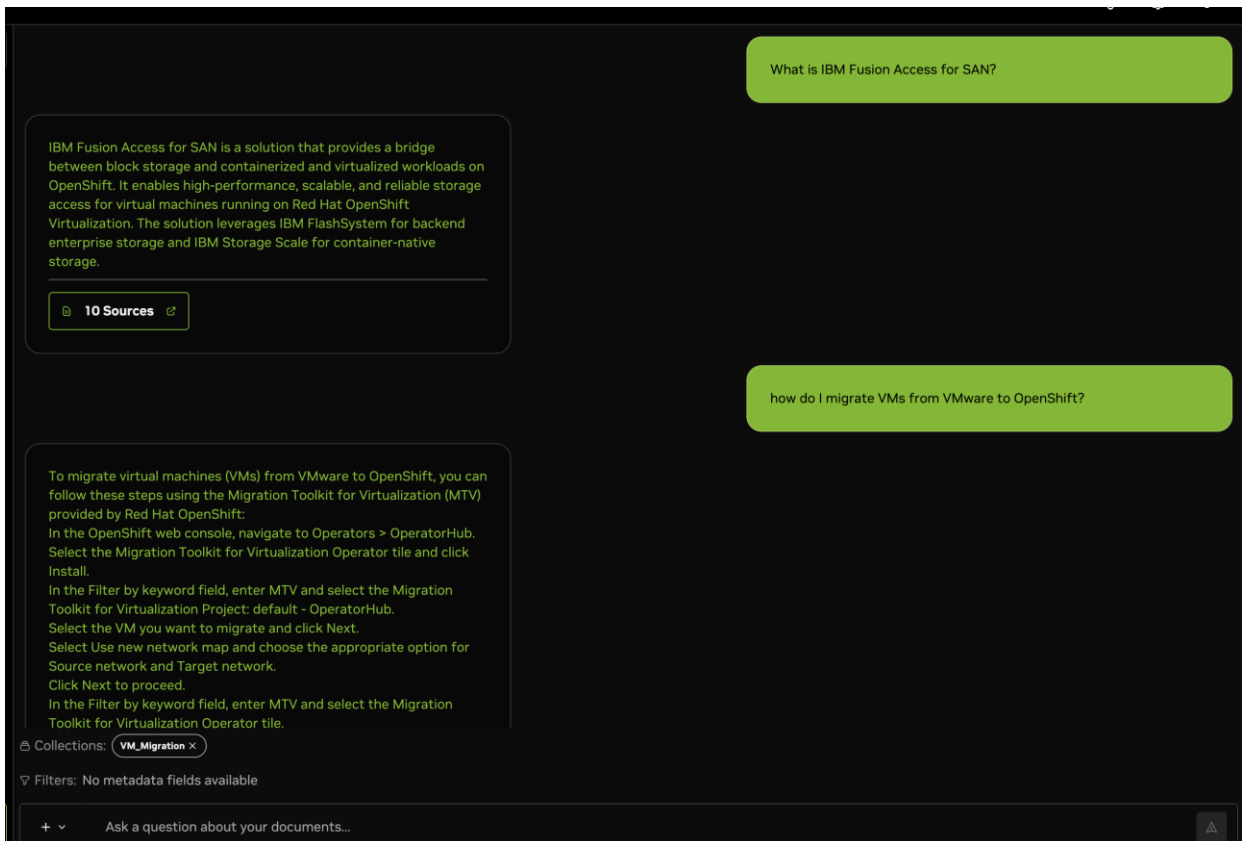 What is IBM Fusion Access for SAN?
IBM Fusion Access for SAN is a solution that provides a bridge
between block storage and containerized and virtualized workloads on
OpenShift. It enables high-performance, scalable, and reliable storage
access for virtual machines running on Red Hat OpenShift
Virtualization. The solution leverages IBM FlashSystem for backend
enterprise storage and IBM Storage Scale for container-native
storage.
10 Sources
how do I migrate VMs from VMware to OpenShift?
To migrate virtual machines (VMs) from VMware to OpenShift, you can
follow these steps using the Migration Toolkit for Virtualization (MTV)
provided by Red Hat OpenShift:
In the OpenShift web console, navigate to Operators > OperatorHub.
Select the Migration Toolkit for Virtualization Operator tile and click
Install.
In the Filter by keyword field, enter MTV and select the Migration
Toolkit for Virtualization Project: default - OperatorHub.
Select the VM you want to migrate and click Next.
Select Use new network map and choose the appropriate option for
Source network and Target network.
Click Next to proceed.
In the Filter by keyword field, enter MTV and select the Migration
Toolkit for Virtualization Operator tile.
Collections: VM_Migration ×
Filters: No metadata fields available
Ask a question about your documents...